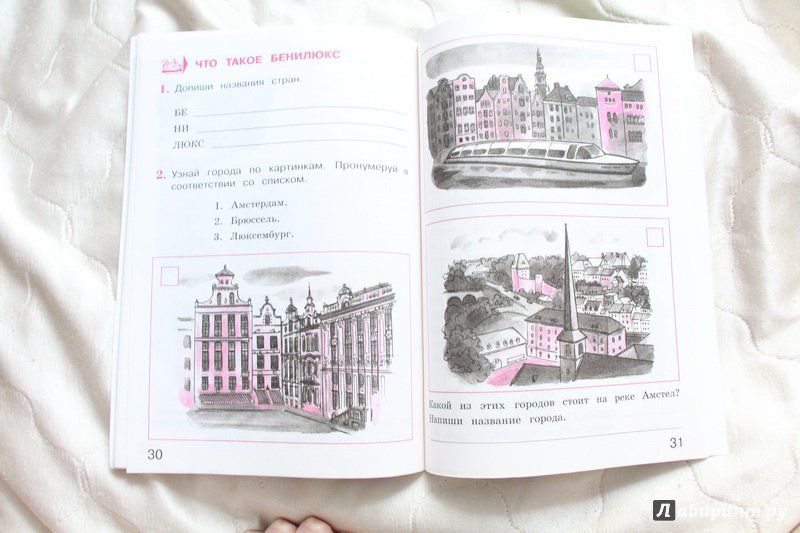 ЧТО ТАКОЕ БЕНИЛЮКС
1. Допиши названия стран.
БЕ
НИ
ЛЮКС
2. Узнай города по картинкам. Пронумеруй в
соответствии со списком.
1. Амстердам.
2. Брюссель.
3. Люксембург.
30
Какой из этих городов стоит на реке Амстел?
Напиши название города.
31
Лабиринт.ру